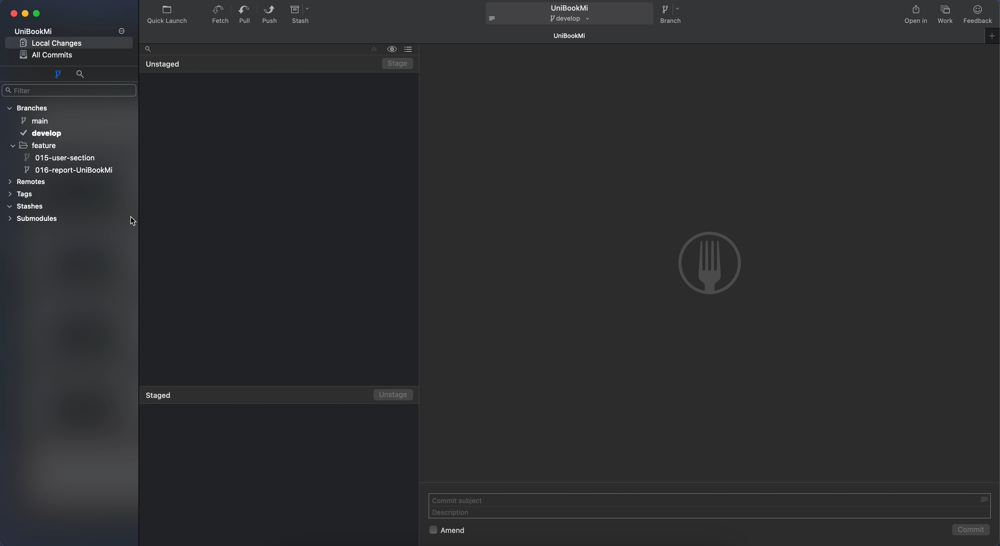 Quick Launch
Fetch
Pull
Push
Stash
UniBookMi
develop
Branch
Open in
Work
Feedback
UniBookMi
UniBookMi
Local Changes
All Commits
Filter
Branches
main
develop
feature
015-user-section
016-report-UniBookMi
Remotes
Tags
Stashes
Submodules
Unstaged
Stage
Staged
Unstage
Commit subject
Description
Amend
Commit